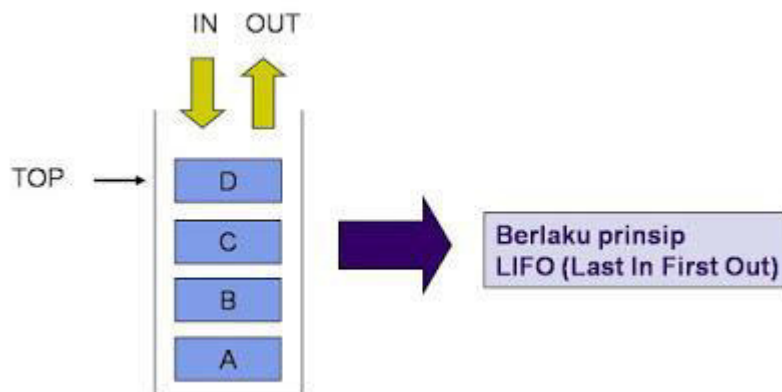 IN OUT
TOP
D
C
B
A
Berlaku prinsip
LIFO (Last In First Out)